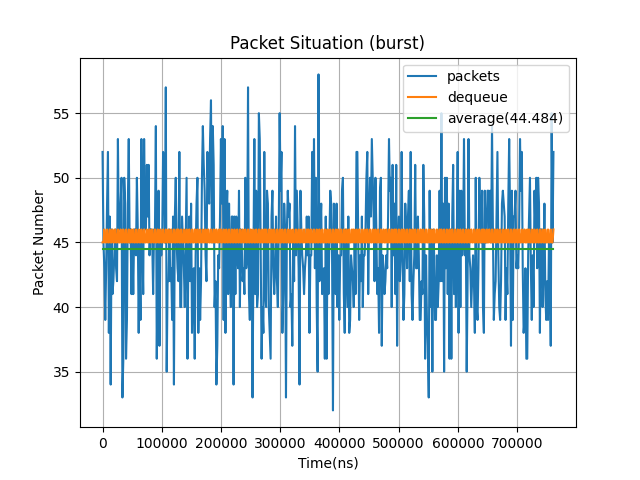 Packet Situation (burst)
packets
dequeue
average(44.484)
Packet Number
55
50
45
40
35
0 100000 200000 300000 400000 500000 600000 700000
Time(ns)